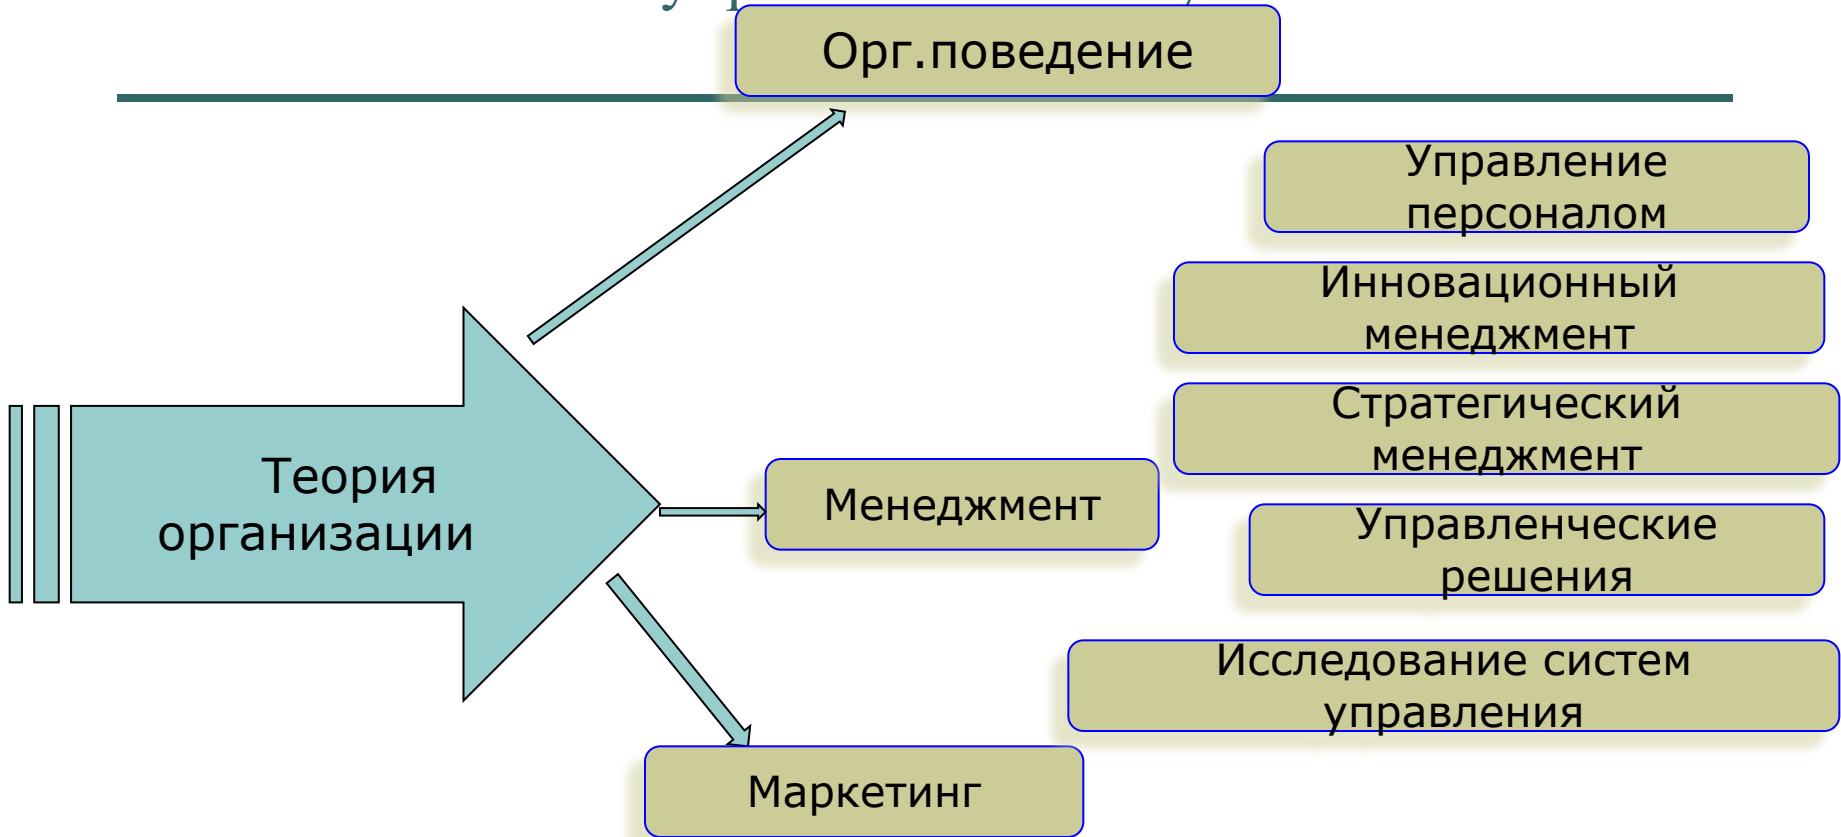 Орг.поведение
Управление
персоналом
Инновационный
менеджмент
Стратегический
менеджмент
Теория
организации
Менеджмент
Управленческие
решения
Исследование систем
управления
Маркетинг